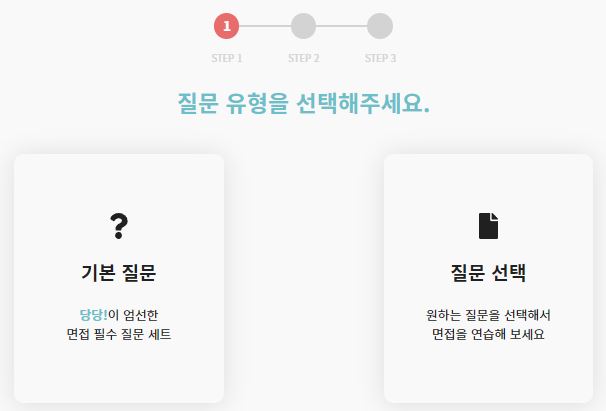 1
STEP 1 STEP 2 STEP 3
질문 유형을 선택해주세요.
기본 질문
당당!이 엄선한
면접 필수 질문 세트
질문 선택
원하는 질문을 선택해서
면접을 연습해 보세요